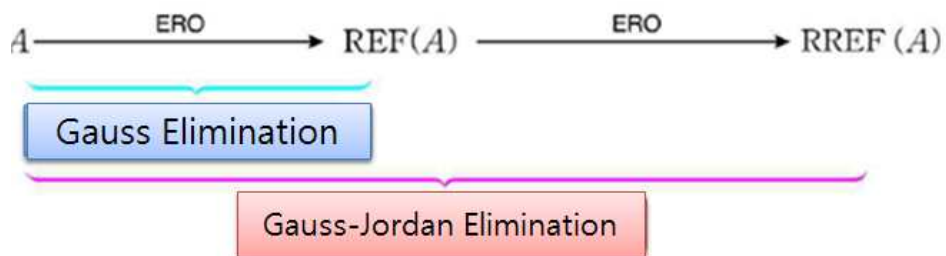 ERO ERO
A REF(A) RREF (A)
Gauss Elimination
Gauss-Jordan Elimination